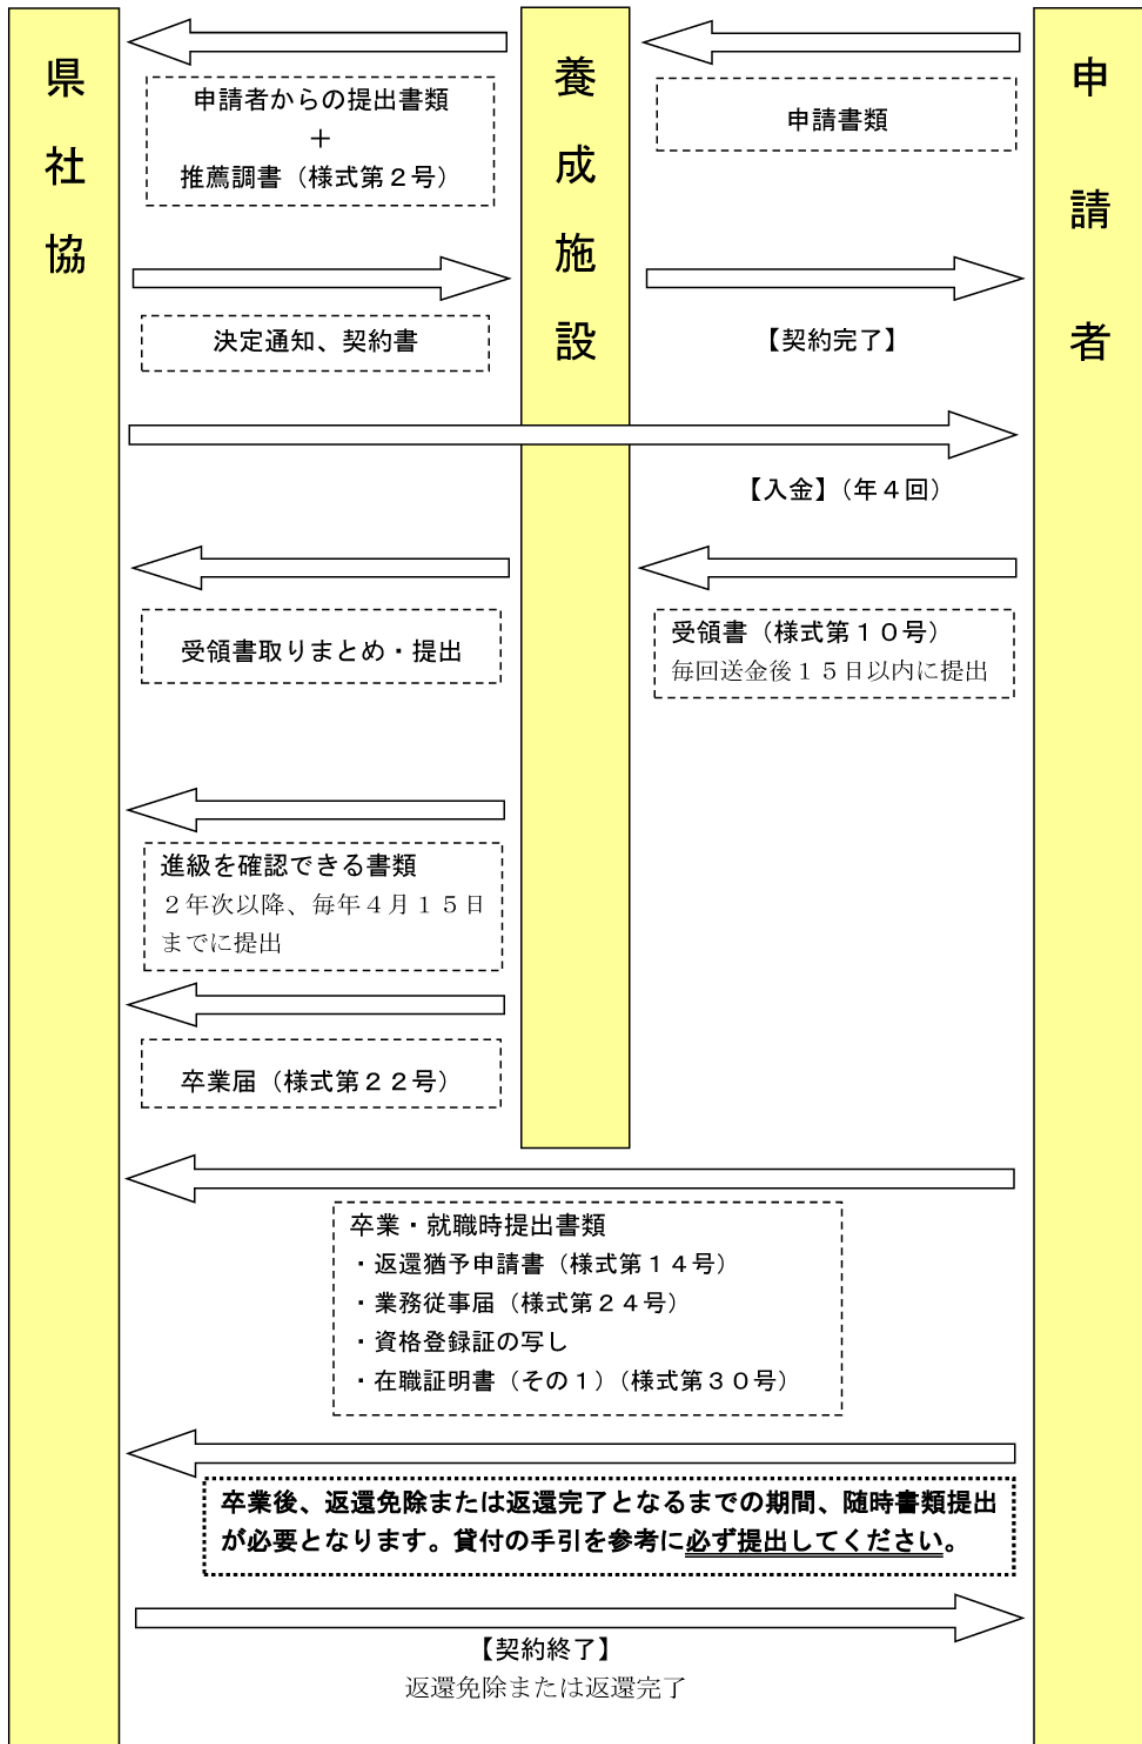 県社協
養成施設
申請者
申請者からの提出書類
＋
推薦調書（様式第２号）
申請書類
決定通知、契約書
【契約完了】
【入金】（年４回）
受領書取りまとめ・提出
受領書（様式第１０号）
毎回送金後１５日以内に提出
進級を確認できる書類
２年次以降、毎年４月１５日
までに提出
卒業届（様式第２２号）
卒業・就職時提出書類
・返還猶予申請書（様式第１４号）
・業務従事届（様式第２４号）
・資格登録証の写し
・在職証明書（その１）（様式第３０号）
卒業後、返還免除または返還完了となるまでの期間、随時書類提出
が必要となります。貸付の手引を参考に必ず提出してください。
【契約終了】
返還免除または返還完了